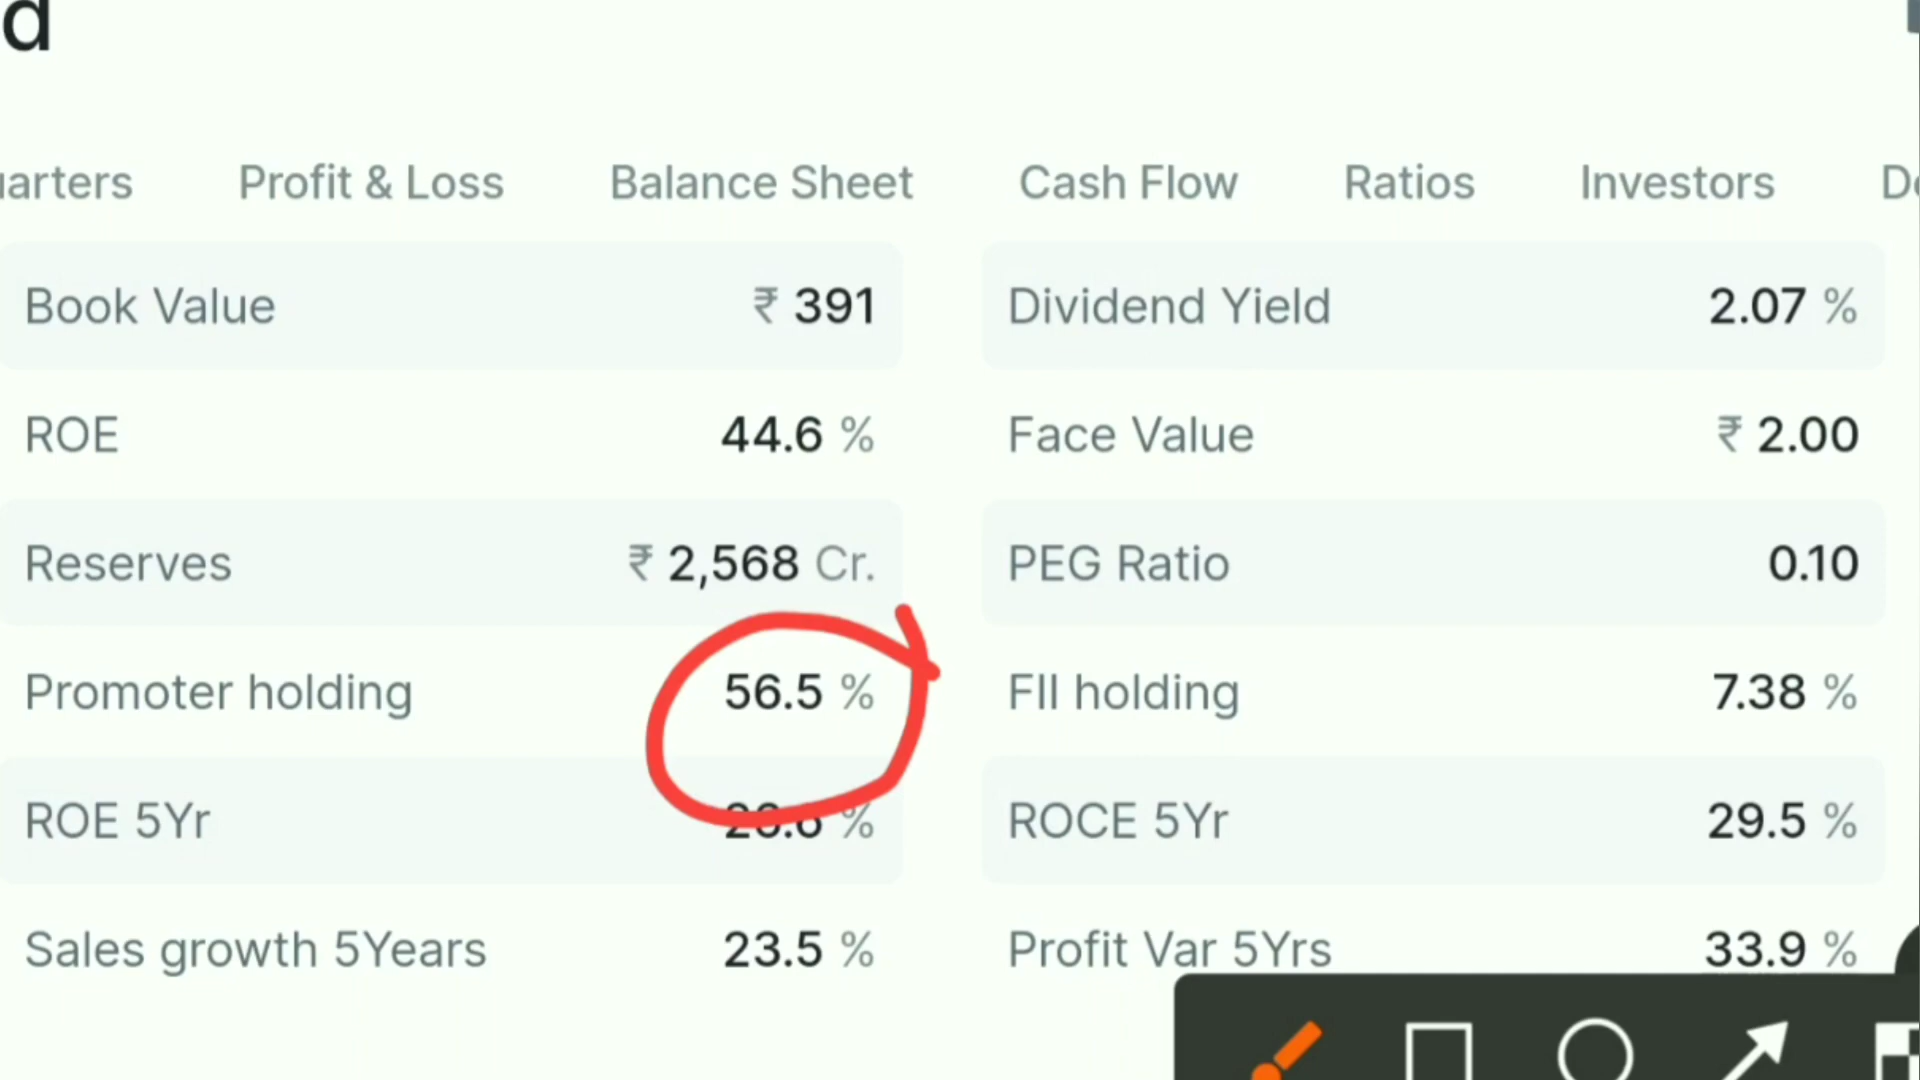 d
Profit & Loss Balance Sheet Cash Flow Ratios Investors
Book Value ₹ 391 Dividend Yield 2.07 %
ROE 44.6 % Face Value ₹ 2.00
Reserves ₹ 2,568 Cr. PEG Ratio 0.10
Promoter holding 56.5 % FII holding 7.38 %
ROE 5Yr % ROCE 5Yr 29.5 %
Sales growth 5Years 23.5 % Profit Var 5Yrs 33.9 %